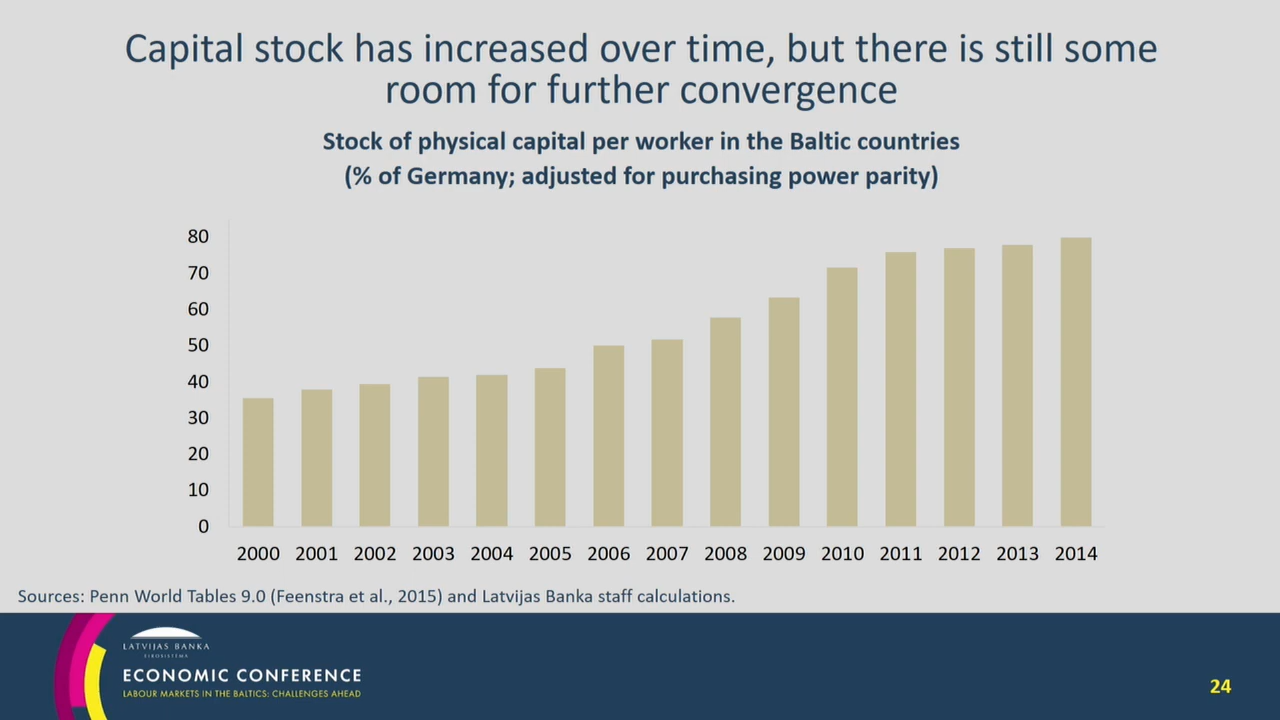 Capital stock has increased over time, but there is still some
room for further convergence
Stock of physical capital per worker in the Baltic countries
(% of Germany; adjusted for purchasing power parity)
80
70
60
50
40
30
20
10
0
2000 2001 2002 2003 2004 2005 2006 2007 2008 2009 2010 2011 2012 2013 2014
Sources: Penn World Tables 9.0 (Feenstra et al., 2015) and Latvijas Banka staff calculations.
LATVIJAS BANKA
EIROSISTĒMA
ECONOMIC CONFERENCE
LABOUR MARKETS IN THE BALTICS: CHALLENGES AHEAD
24